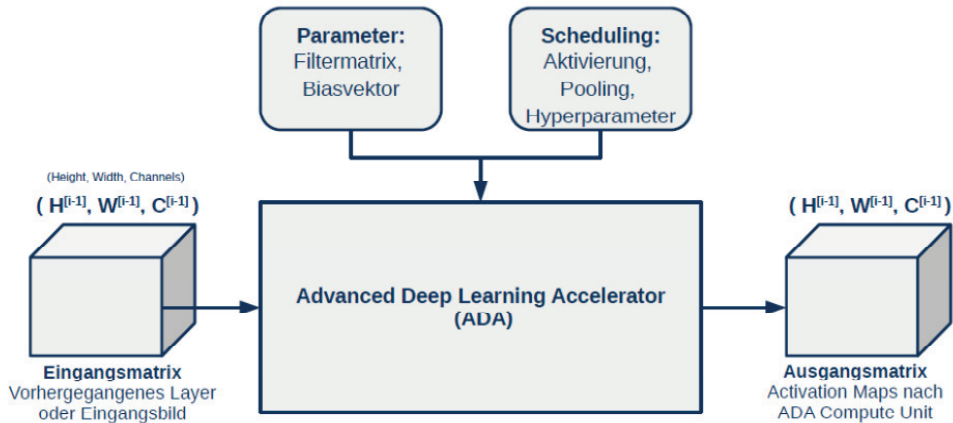 Parameter:
Filtermatrix,
Biasvektor
Scheduling:
Aktivierung,
Pooling,
Hyperparameter
(Height, Width, Channels)
( H[i-1], W[i-1], C[i-1] )
( H[i-1], W[i-1], C[i-1] )
Advanced Deep Learning Accelerator
(ADA)
Eingangsmatrix
Vorhergegangenes Layer
oder Eingangsbild
Ausgangsmatrix
Activation Maps nach
ADA Compute Unit